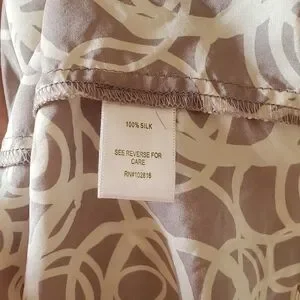 100% SILK
SEE REVERSE FOR
CARE
RN#102816